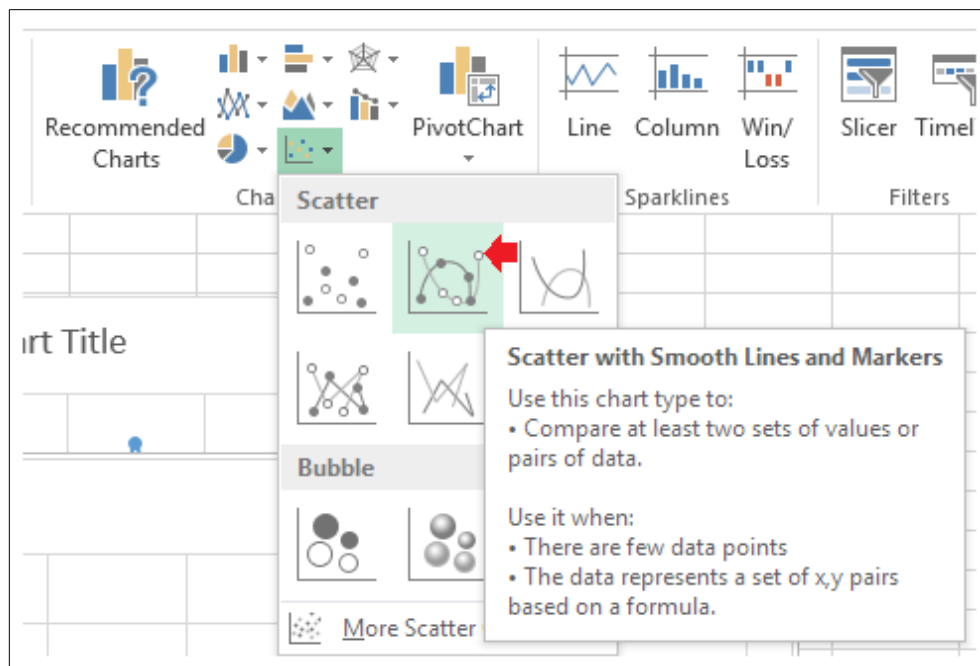 Recommended
Charts
PivotChart
Line
Column
Win/
Loss
Slicer
Timel
Cha
Sparklines
Filters
Scatter
art Title
Scatter with Smooth Lines and Markers
Use this chart type to:
• Compare at least two sets of values or
pairs of data.
Use it when:
• There are few data points
• The data represents a set of x,y pairs
based on a formula.
Bubble
More Scatter